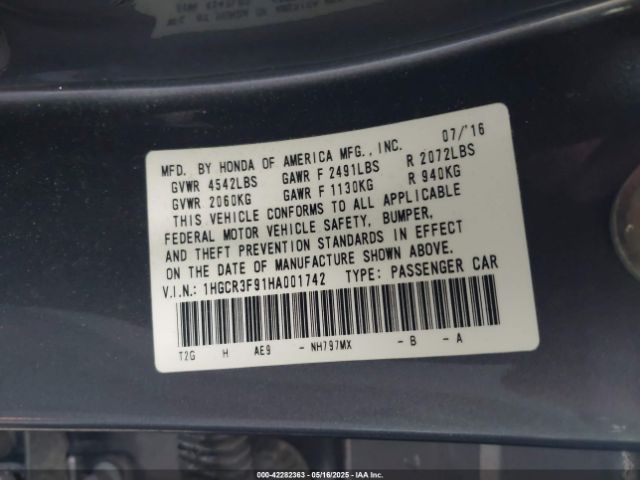 MFD. BY HONDA OF AMERICA MFG., INC. 07/'16
GVWR 4542LBS GAWR F 2491LBS R 2072LBS
GVWR 2060KG GAWR F 1130KG R 940KG
THIS VEHICLE CONFORMS TO ALL APPLICABLE
FEDERAL MOTOR VEHICLE SAFETY, BUMPER,
AND THEFT PREVENTION STANDARDS IN EFFECT
ON THE DATE OF MANUFACTURE SHOWN ABOVE.
V.I.N.: 1HGCR3F91HA001742 TYPE: PASSENGER CAR
T2G H AE9 -NH797MX -B -A
000-42282363 - 05/16/2025 - IAA Inc.